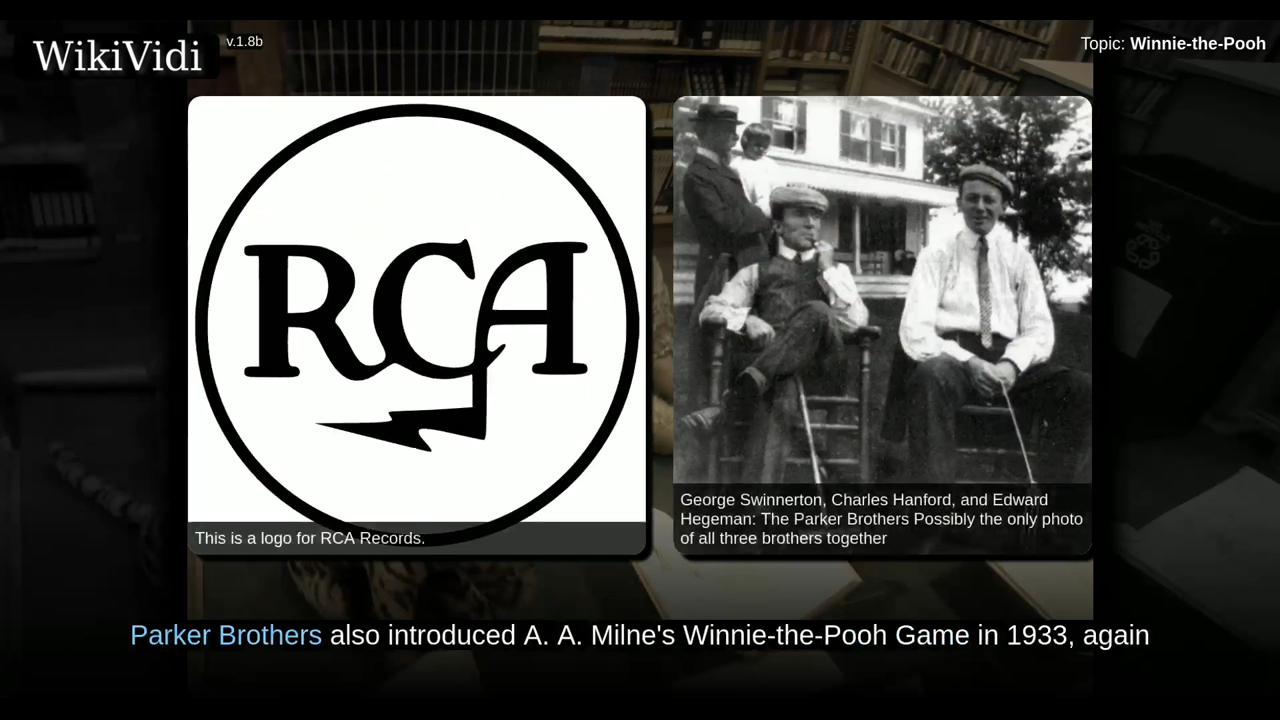 WikiVidi
v.1.8b
Topic: Winnie-the-Pooh
RCA
This is a logo for RCA Records.
George Swinnerton, Charles Hanford, and Edward
Hegeman: The Parker Brothers Possibly the only photo
of all three brothers together
Parker Brothers also introduced A. A. Milne's Winnie-the-Pooh Game in 1933, again